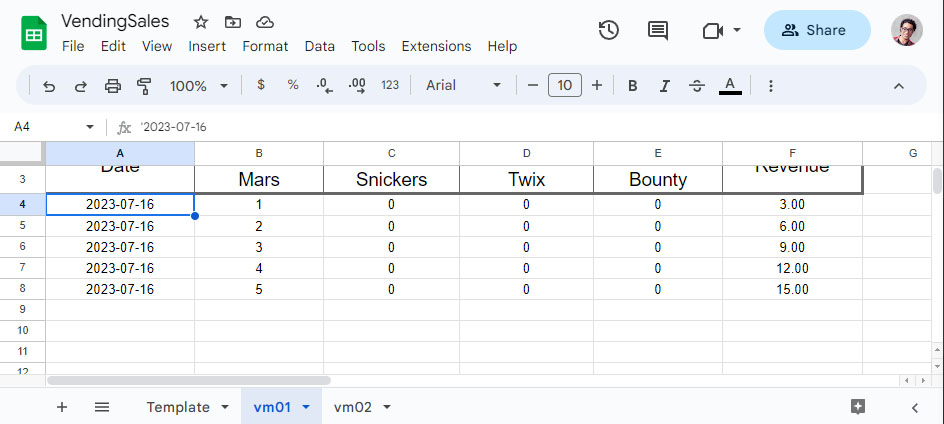 VendingSales
File Edit View Insert Format Data Tools Extensions Help
Share
100% $ % .0 .00 123 Arial 10 B I S A
A4 fx '2023-07-16
A B C D E F G
3 Date Mars Snickers Twix Bounty Revenue
4 2023-07-16 1 0 0 0 3.00
5 2023-07-16 2 0 0 0 6.00
6 2023-07-16 3 0 0 0 9.00
7 2023-07-16 4 0 0 0 12.00
8 2023-07-16 5 0 0 0 15.00
9
10
11
12
Template vm01 vm02